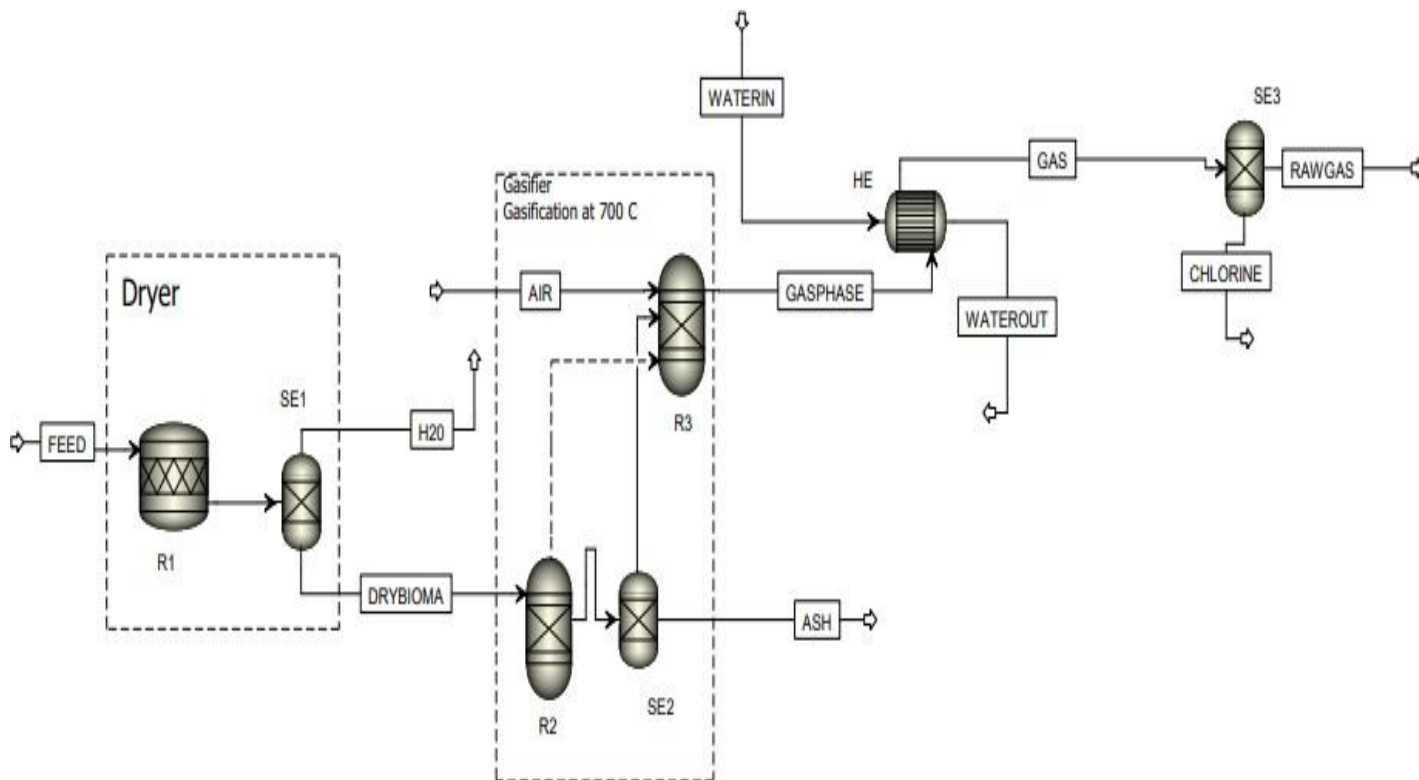 WATERIN
SE3
GAS
RAWGAS
HE
Gasifier
Gasification at 700 C
CHLORINE
AIR
GASPHASE
WATEROUT
Dryer
SE1
R3
FEED
H20
R1
DRYBIOMA
ASH
SE2
R2